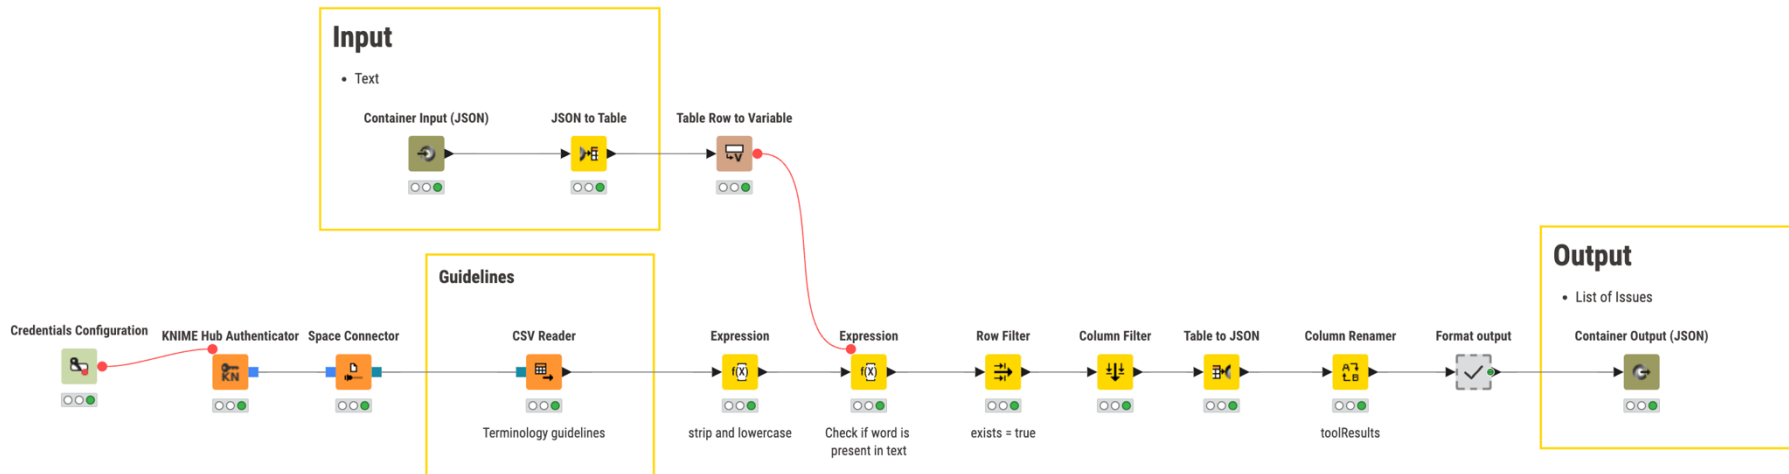 Input
• Text
Container Input (JSON)
JSON to Table
Table Row to Variable
Output
• List of Issues
Guidelines
Credentials Configuration
KNIME Hub Authenticator
Space Connector
CSV Reader
Expression
Expression
Row Filter
Column Filter
Table to JSON
Column Renamer
Format output
Container Output (JSON)
KN
f(X)
f(X)
Terminology guidelines
strip and lowercase
Check if word is
present in text
exists = true
toolResults